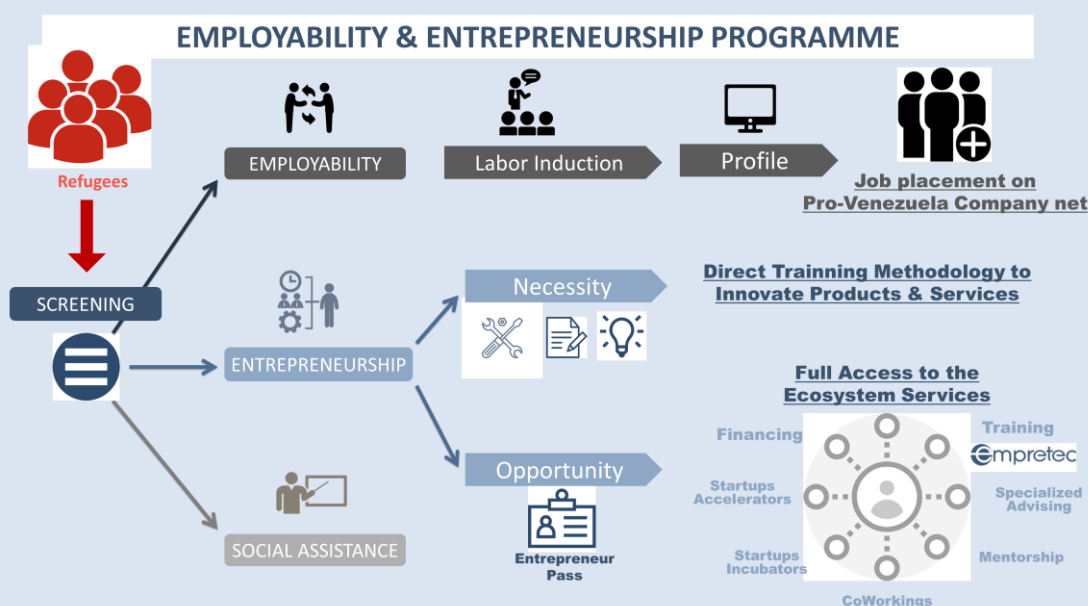 EMPLOYABILITY & ENTREPRENEURSHIP PROGRAMME
Refugees
SCREENING
EMPLOYABILITY
Labor Induction
Profile
Job placement on
Pro-Venezuela Company net
ENTREPRENEURSHIP
Necessity
Direct Trainning Methodology to
Innovate Products & Services
Opportunity
Entrepreneur
Pass
Full Access to the
Ecosystem Services
Financing
Training
empretec
Startups
Accelerators
Specialized
Advising
Startups
Incubators
Mentorship
CoWorkings
SOCIAL ASSISTANCE